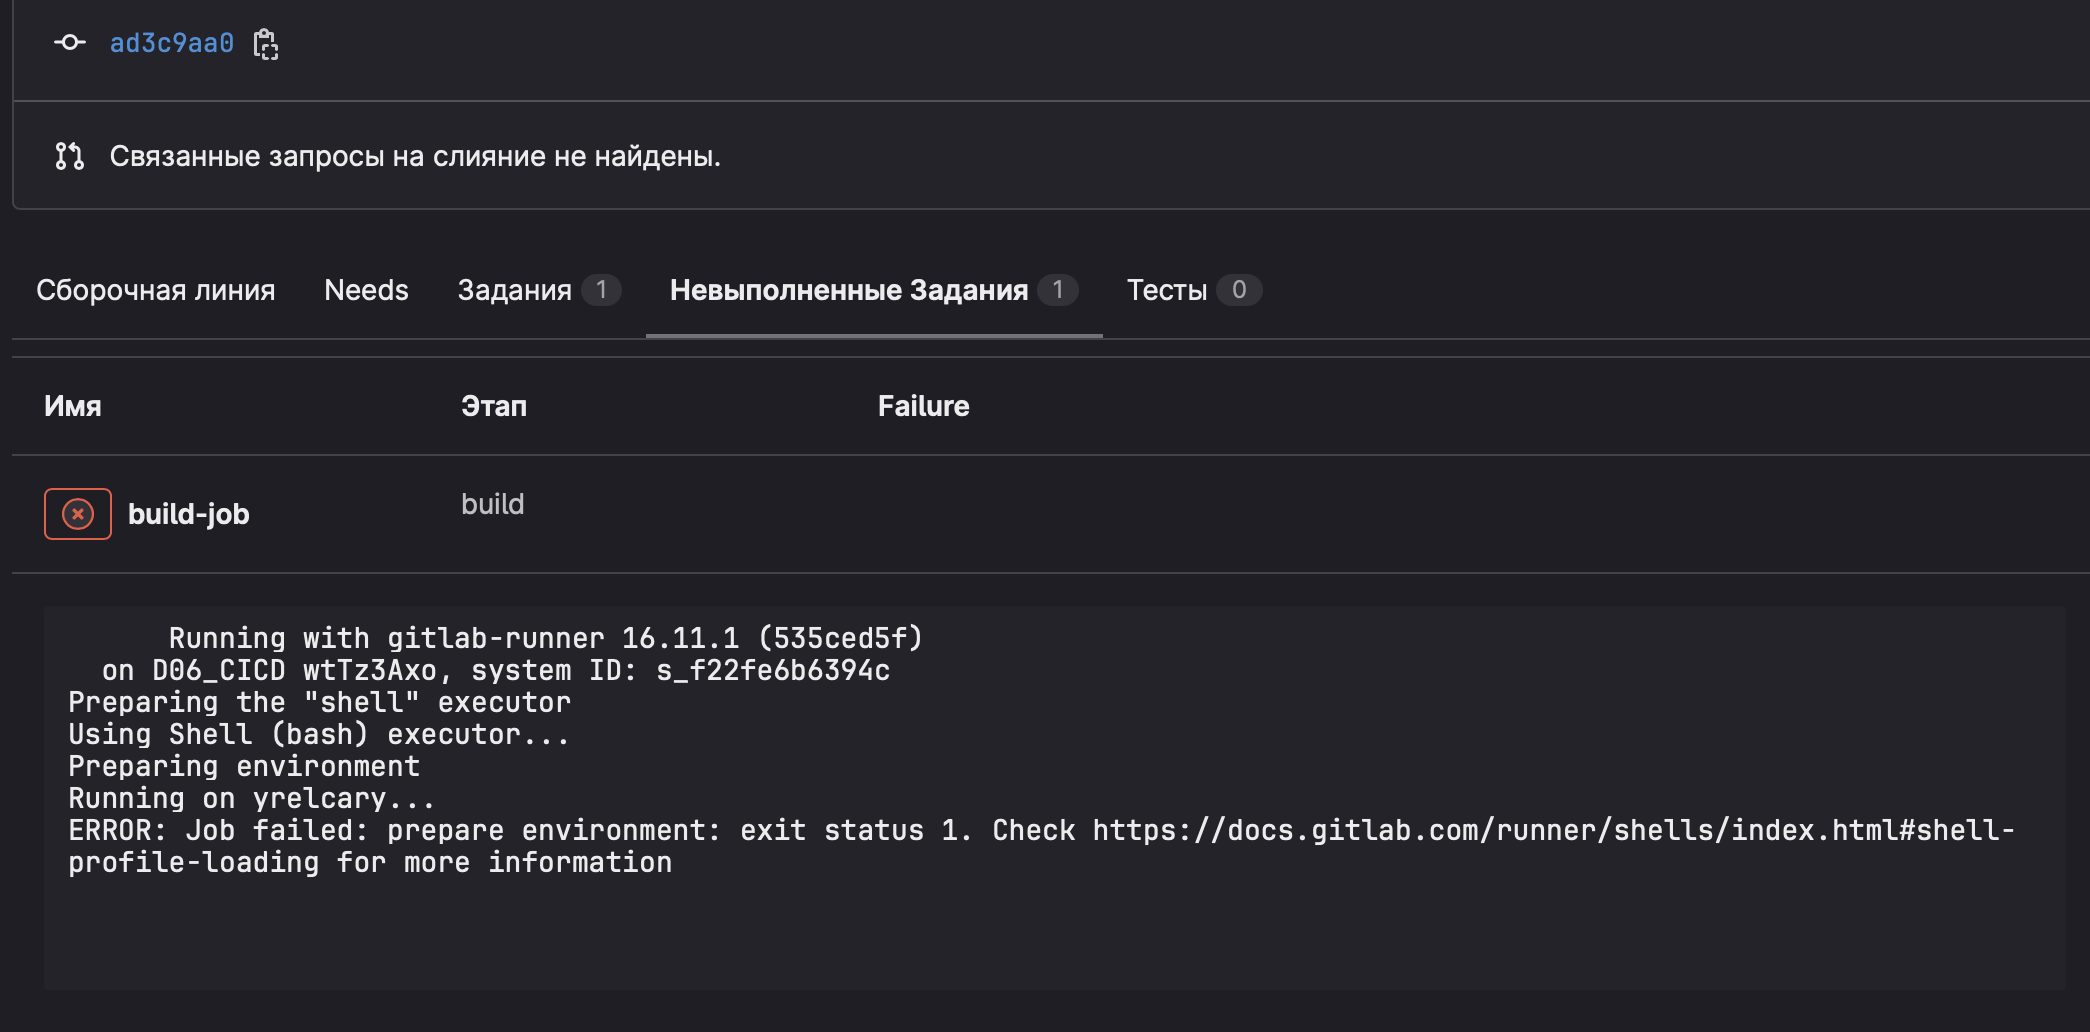 ad3c9aa0
Связанные запросы на слияние не найдены.
Сборочная линия Needs Задания 1 Невыполненные Задания 1 Тесты 0
Имя Этап Failure
build-job build
Running with gitlab-runner 16.11.1 (535ced5f)
on D06_CICD wtTz3Axo, system ID: s_f22fe6b6394c
Preparing the "shell" executor
Using Shell (bash) executor...
Preparing environment
Running on yrelcary...
ERROR: Job failed: prepare environment: exit status 1. Check https://docs.gitlab.com/runner/shells/index.html#shell-
profile-loading for more information